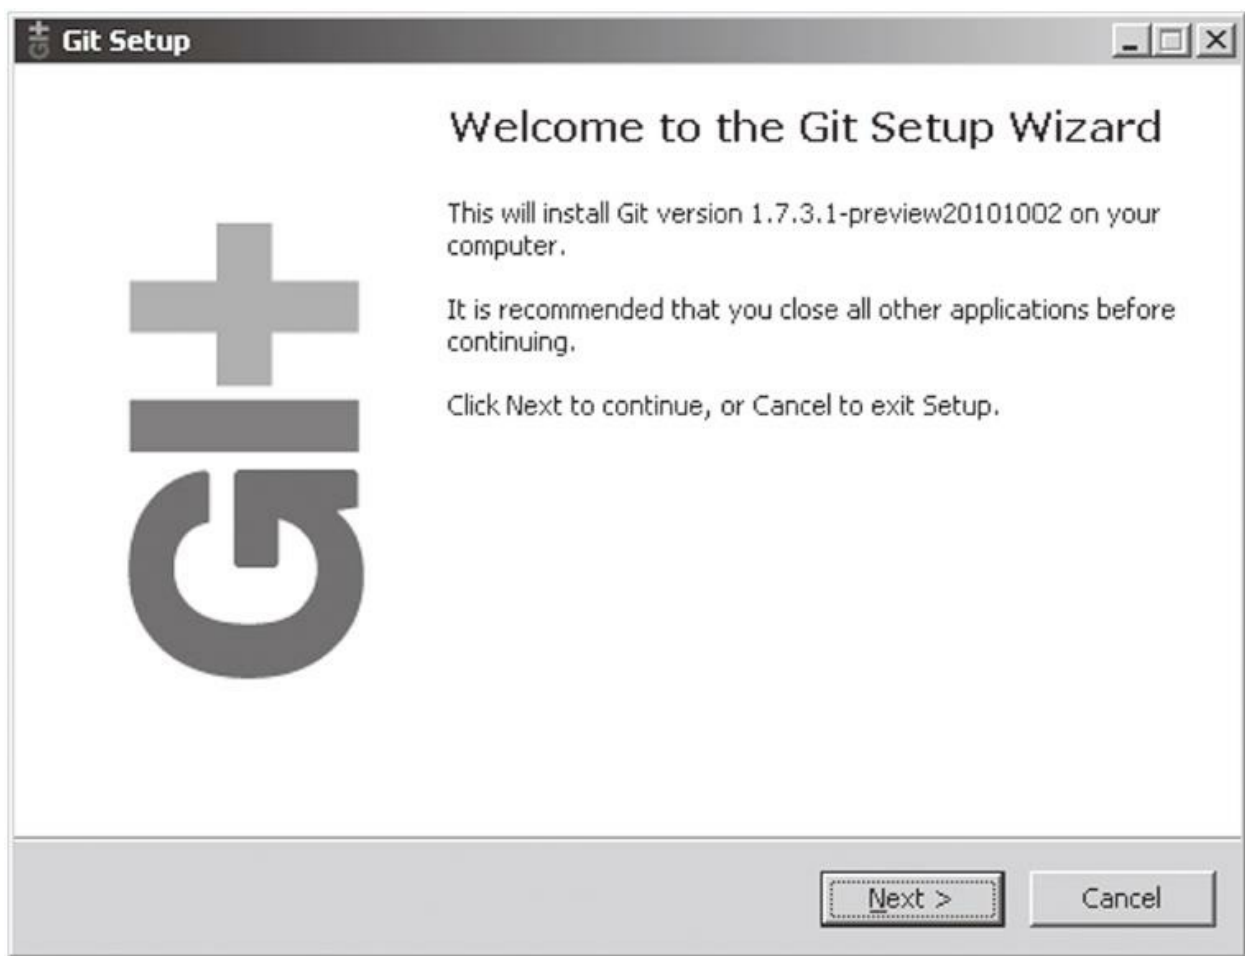 Git Setup
Welcome to the Git Setup Wizard
This will install Git version 1.7.3.1-preview20101002 on your
computer.
It is recommended that you close all other applications before
continuing.
Click Next to continue, or Cancel to exit Setup.
GIt
Next >
Cancel